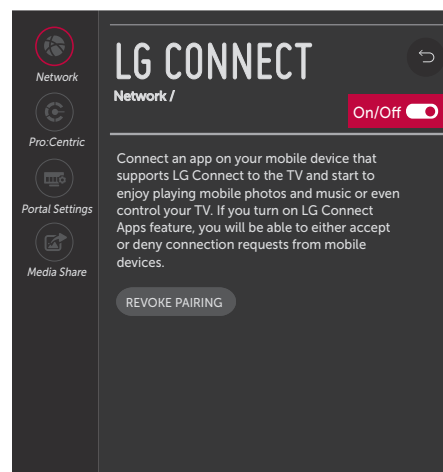 Network
Pro:Centric
Portal Settings
Media Share
LG CONNECT
Network /
On/Off
Connect an app on your mobile device that
supports LG Connect to the TV and start to
enjoy playing mobile photos and music or even
control your TV. If you turn on LG Connect
Apps feature, you will be able to either accept
or deny connection requests from mobile
devices.
REVOKE PAIRING